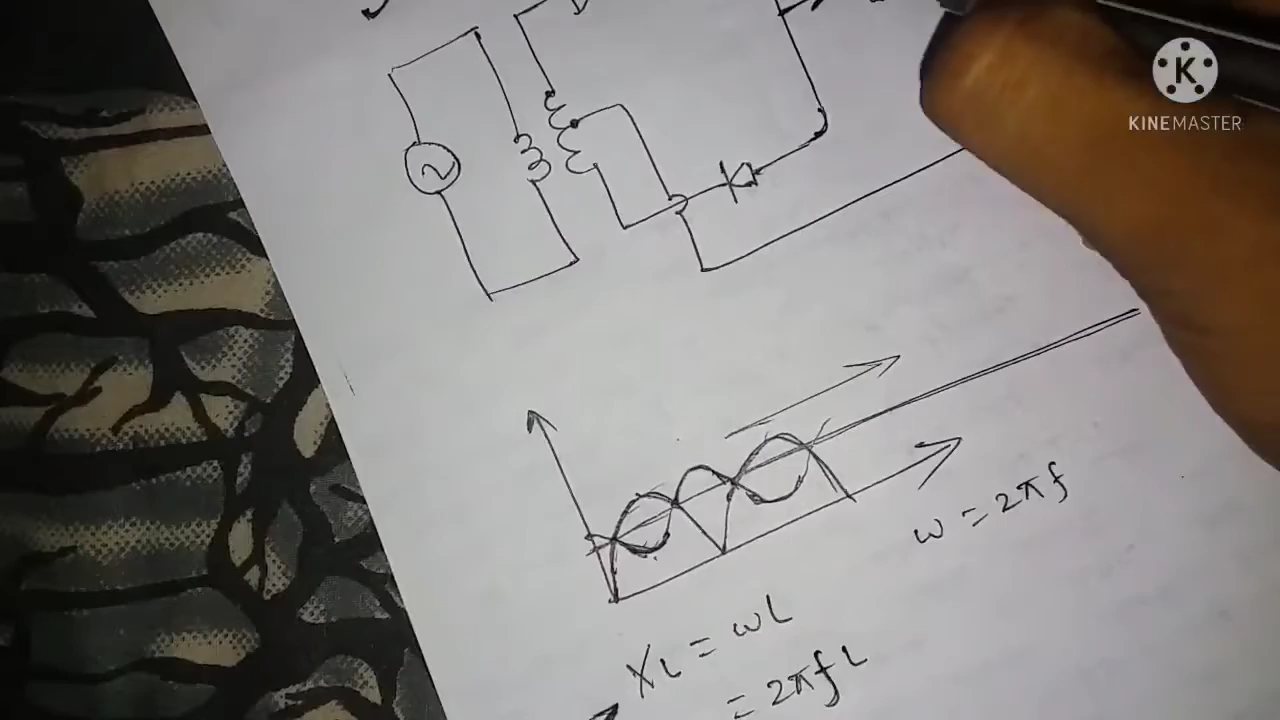 K
KINEMASTER
ω = 2πf
XL = ωL
= 2πfL